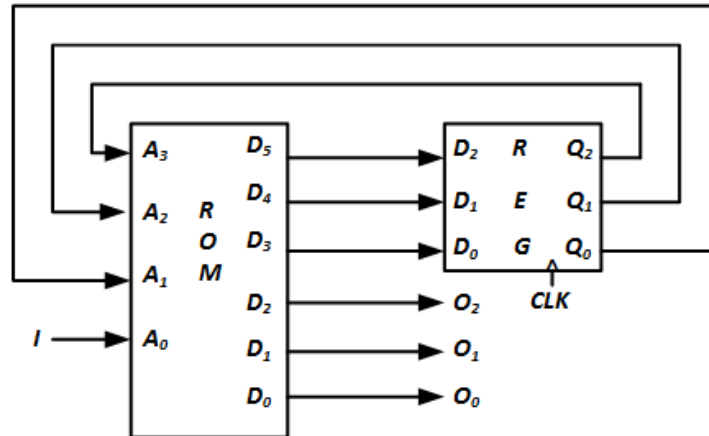 A₃ D₅ D₂ R Q₂
A₂ R D₄ D₁ E Q₁
O D₃ D₀ G Q₀
A₁ M
D₂ O₂ CLK
I A₀ D₁ O₁
D₀ O₀